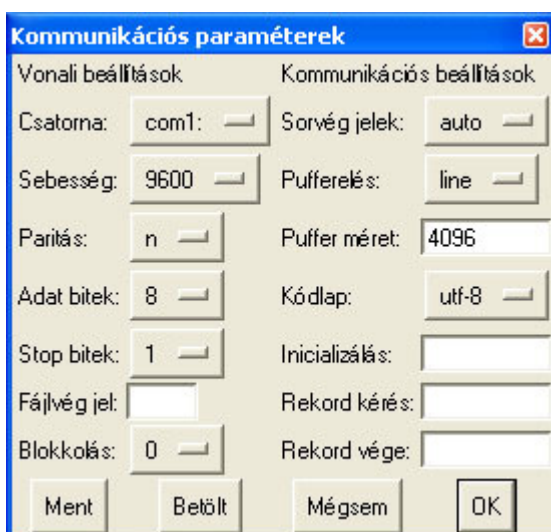 Kommunikációs paraméterek
Vonali beállítások Kommunikációs beállítások
Csatorna: com1: Sorvég jelek: auto
Sebesség: 9600 Pufferelés: line
Paritás: n Puffer méret: 4096
Adat bitek: 8 Kódlap: utf-8
Stop bitek: 1 Inicializálás:
Fájlvég jel: Rekord kérés:
Blokkolás: 0 Rekord vége:
Ment Betölt Mégsem OK